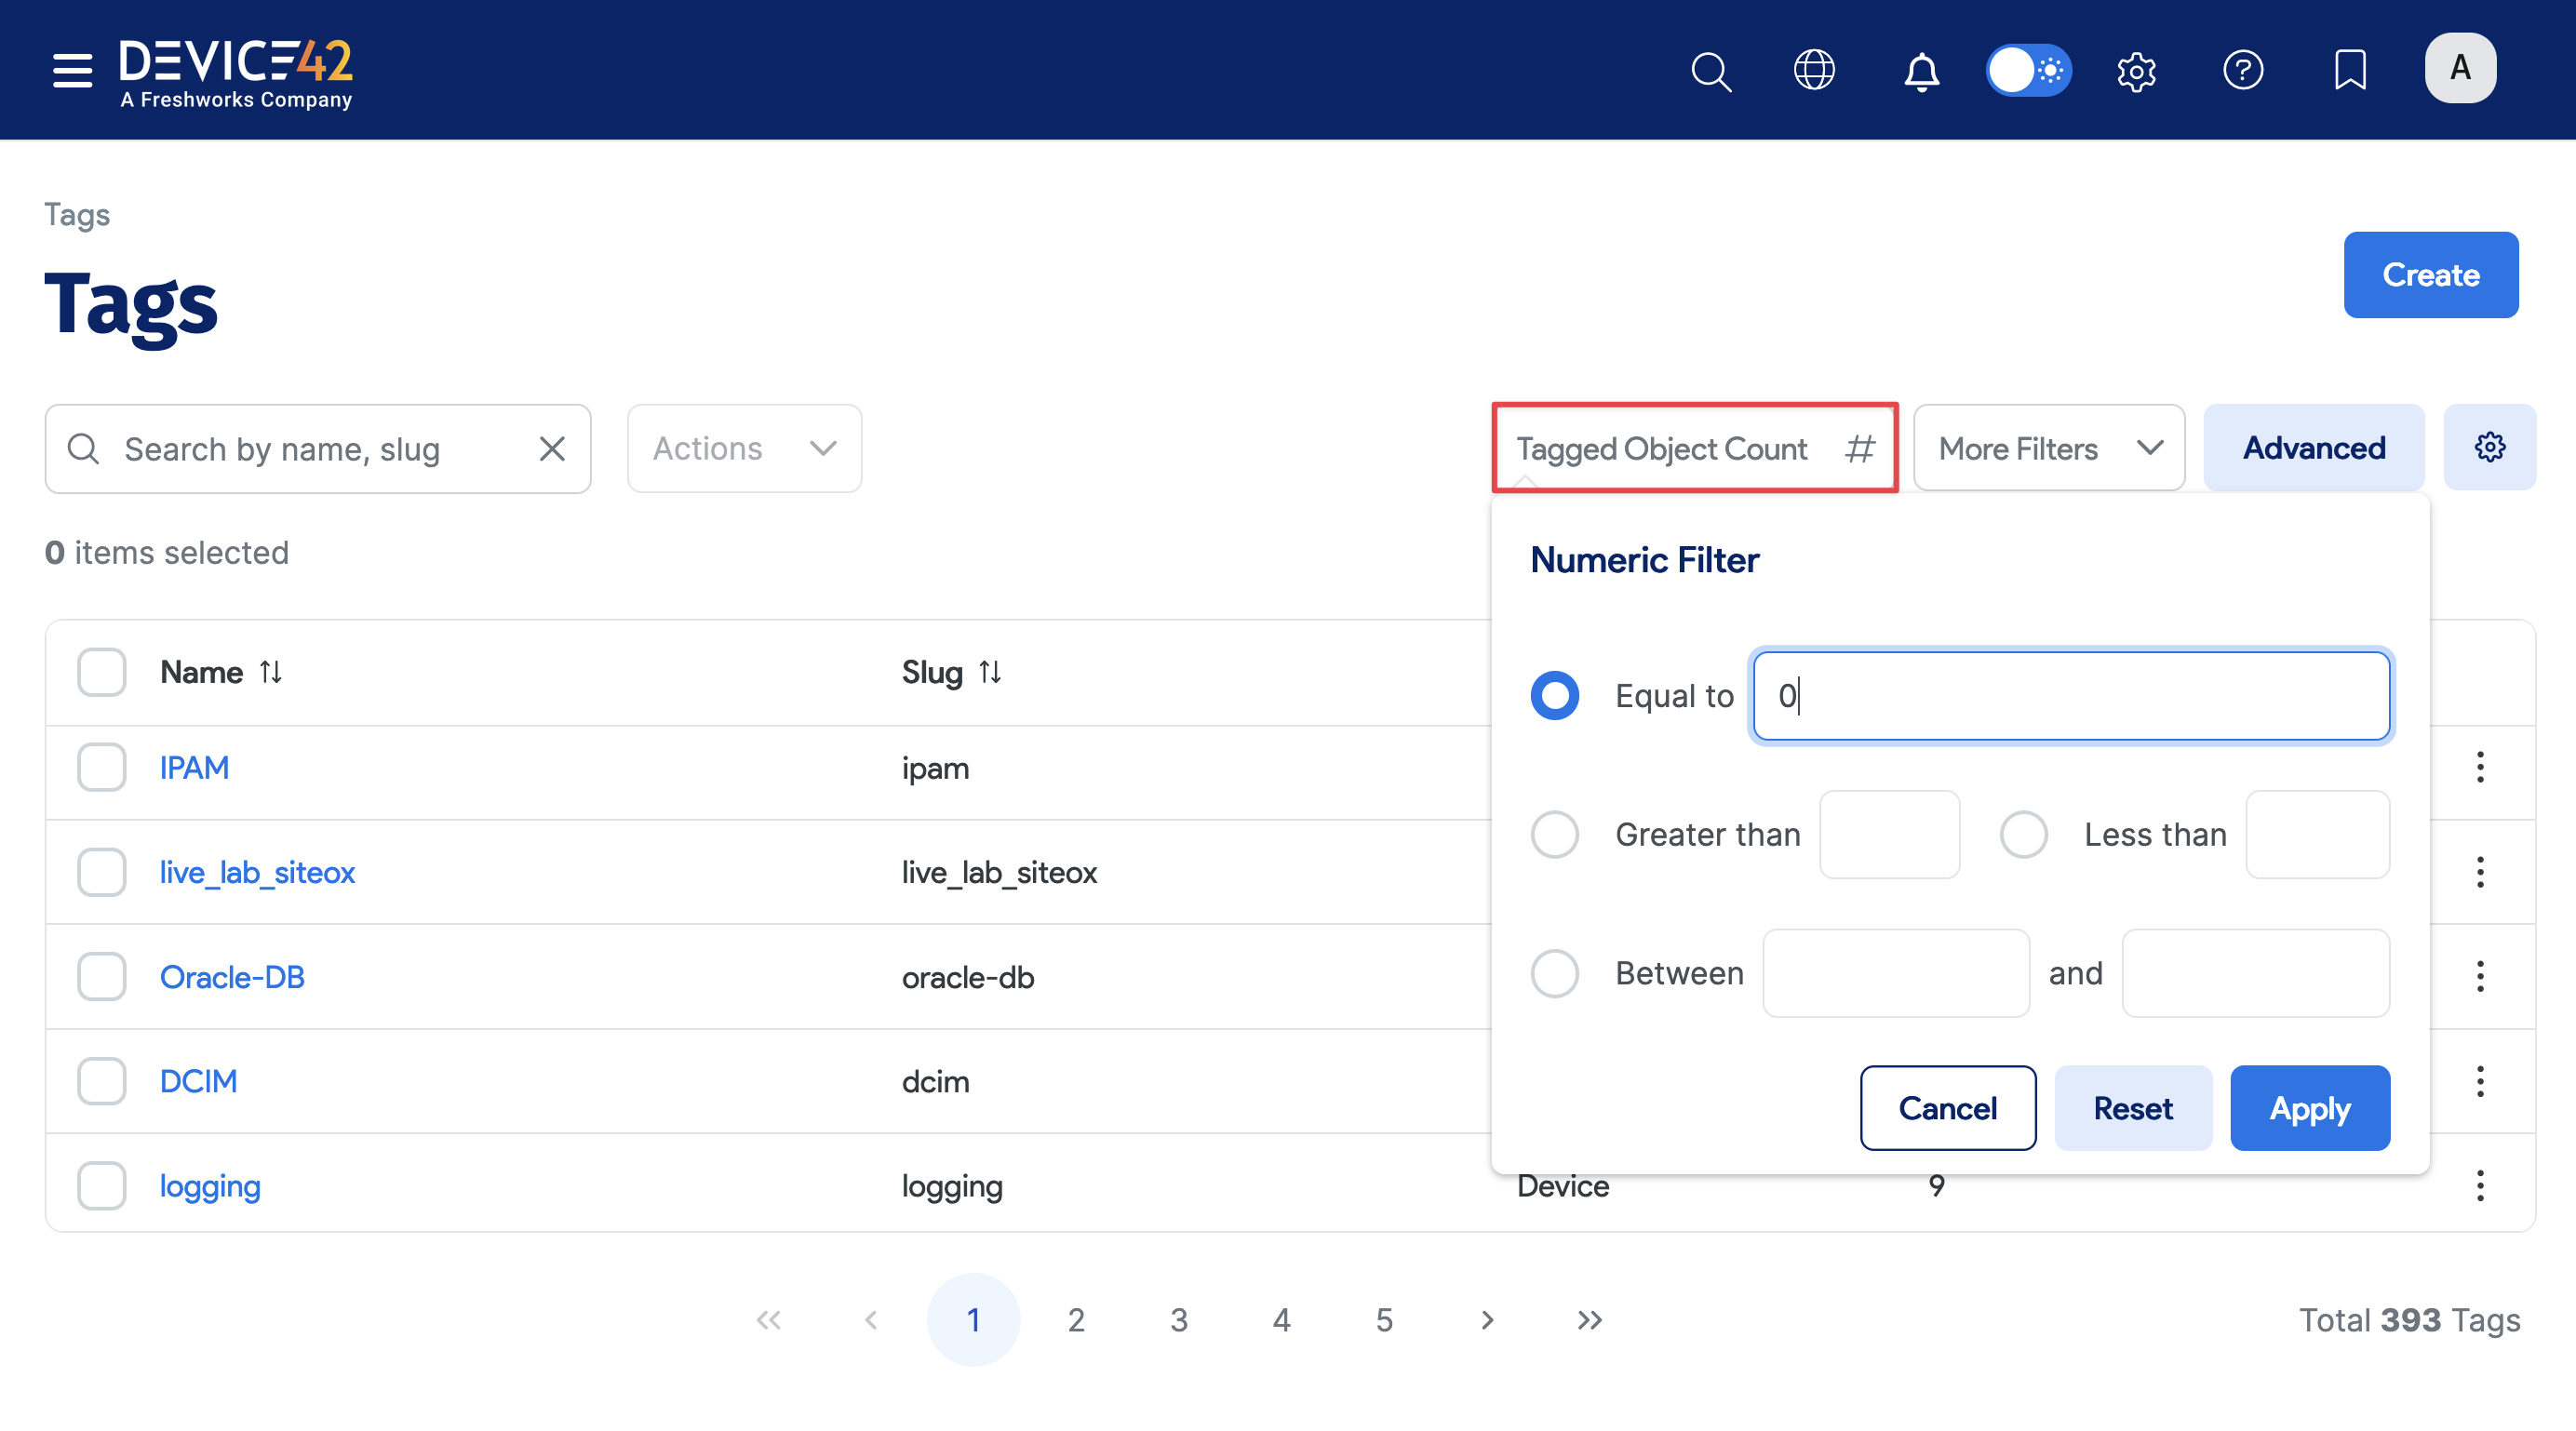 DEVICE42
A Freshworks Company
A
Tags
Tags
Create
Search by name, slug
Actions
Tagged Object Count #
More Filters
Advanced
0 items selected
Numeric Filter
Equal to 0
Greater than
Less than
Between and
Cancel Reset Apply
Name Slug
IPAM ipam
live_lab_siteox live_lab_siteox
Oracle-DB oracle-db
DCIM dcim
logging logging Device 9
1 2 3 4 5
Total 393 Tags